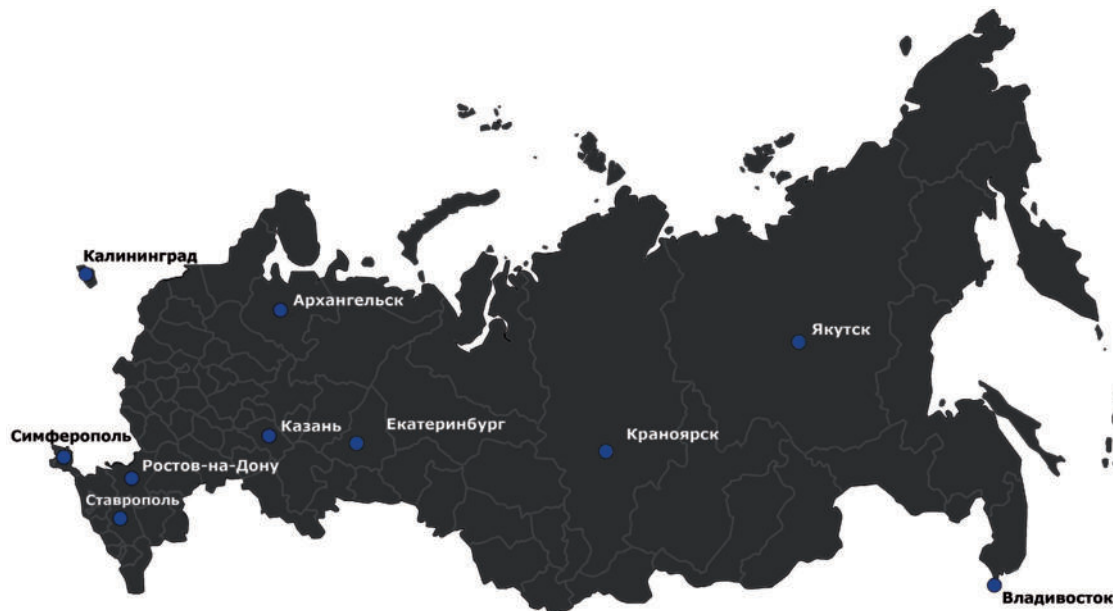 Калининград
Архангельск
Якутск
Екатеринбург
Казань
Симферополь
Краноярск
Ростов-на-Дону
Ставрополь
Владивосток